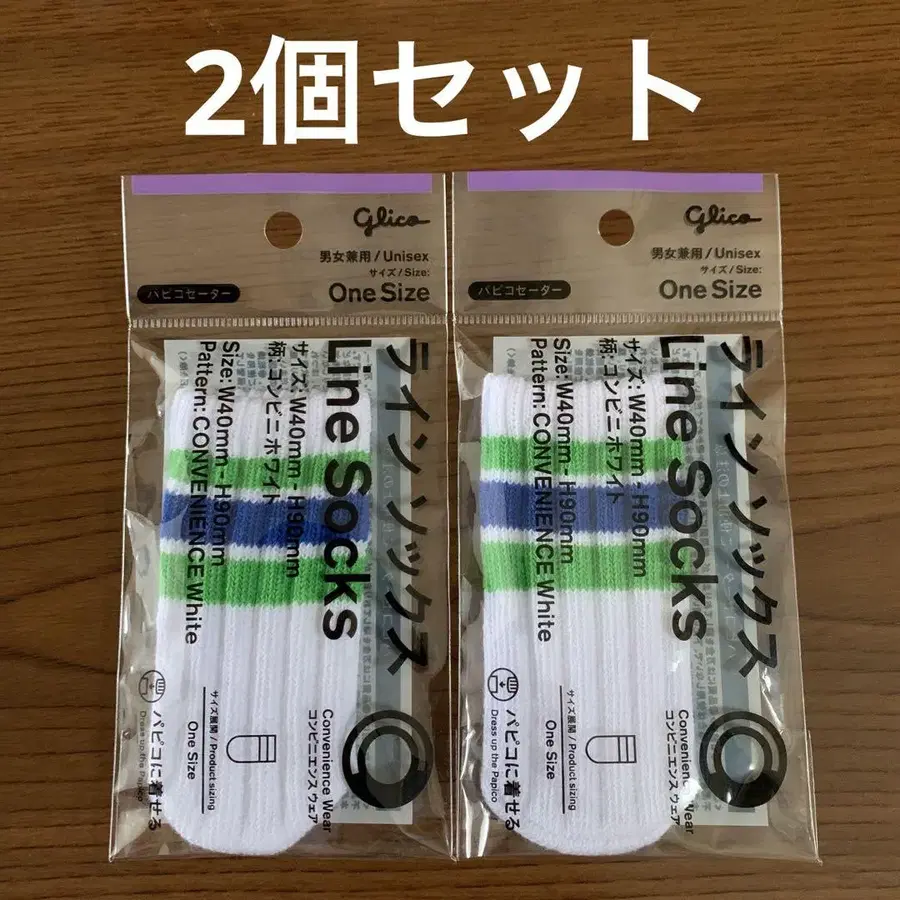 2個セット
glico
男女兼用 / Unisex
サイズ / Size:
One Size
パピコセーター
ライン ソックス
Line Socks
サイズ: W40mm - H90mm
柄: コンビニ ホワイト
Size: W40mm - H90mm
Pattern: CONVENIENCE White
Convenience Wear
コンビニエンス ウェア
サイズ展開 / Product sizing
One Size
パピコに着せる
Dress up the Papico
glico
男女兼用 / Unisex
サイズ / Size:
One Size
パピコセーター
ライン ソックス
Line Socks
サイズ: W40mm - H90mm
柄: コンビニ ホワイト
Size: W40mm - H90mm
Pattern: CONVENIENCE White
Convenience Wear
コンビニエンス ウェア
サイズ展開 / Product sizing
One Size
パピコに着せる
Dress up the Papico